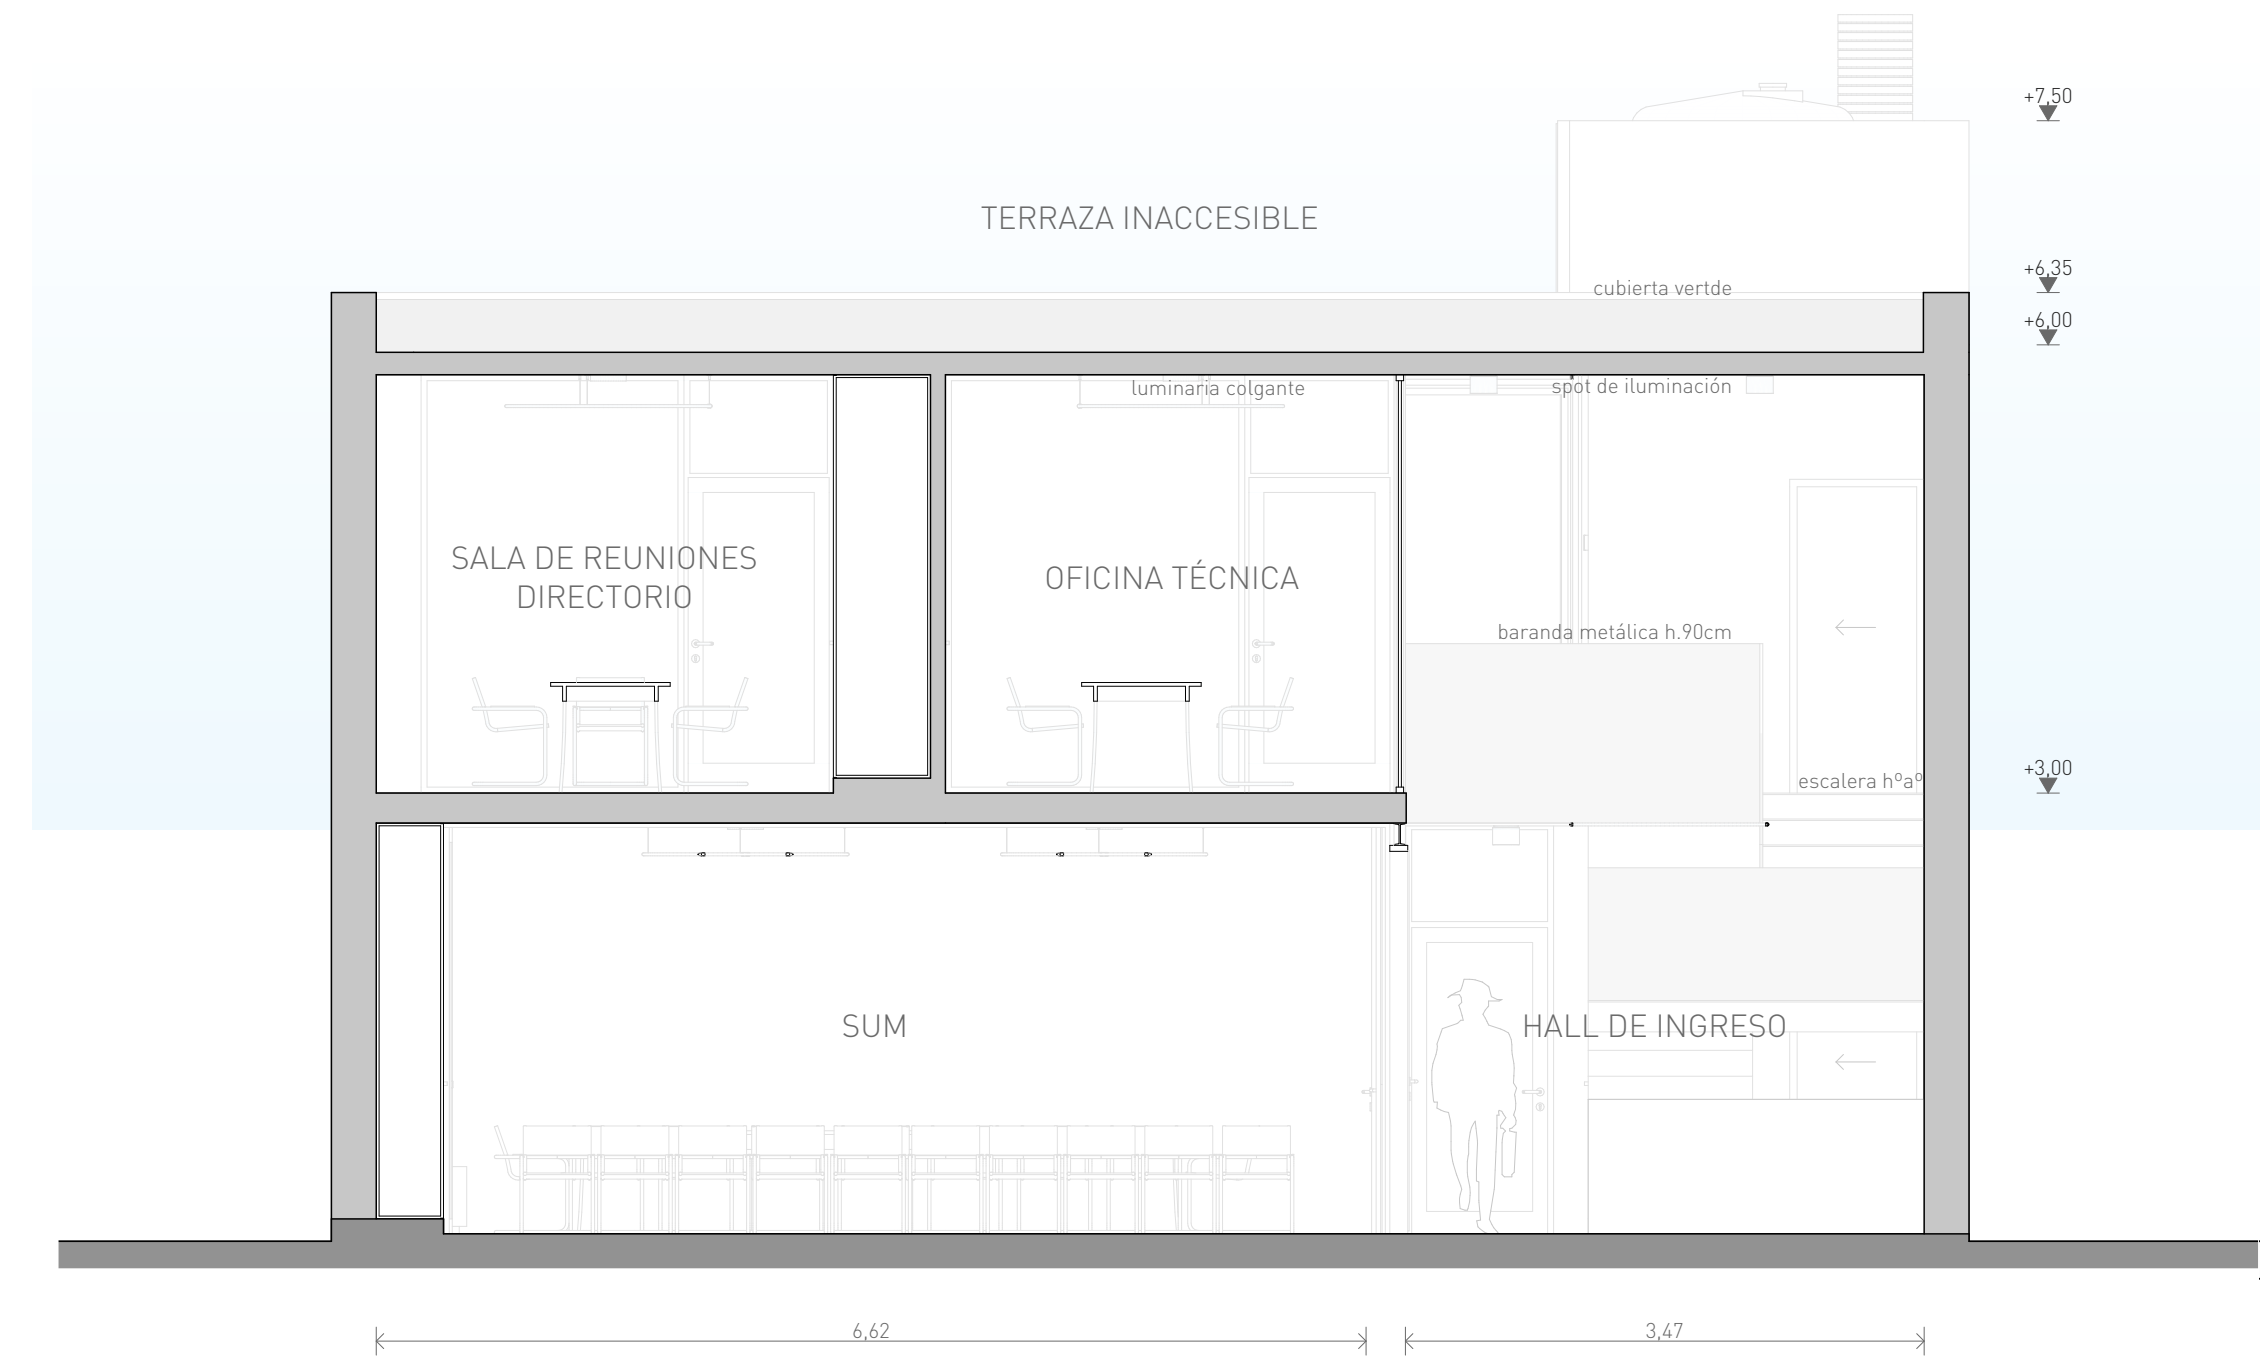 +7,50
TERRAZA INACCESIBLE
+6,35
cubierta vertde
+6,00
luminaria colgante
spot de iluminación
SALA DE REUNIONES
DIRECTORIO
OFICINA TÉCNICA
baranda metálica h.90cm
+3,00
escalera hºaº
SUM
HALL DE INGRESO
6,62
3,47